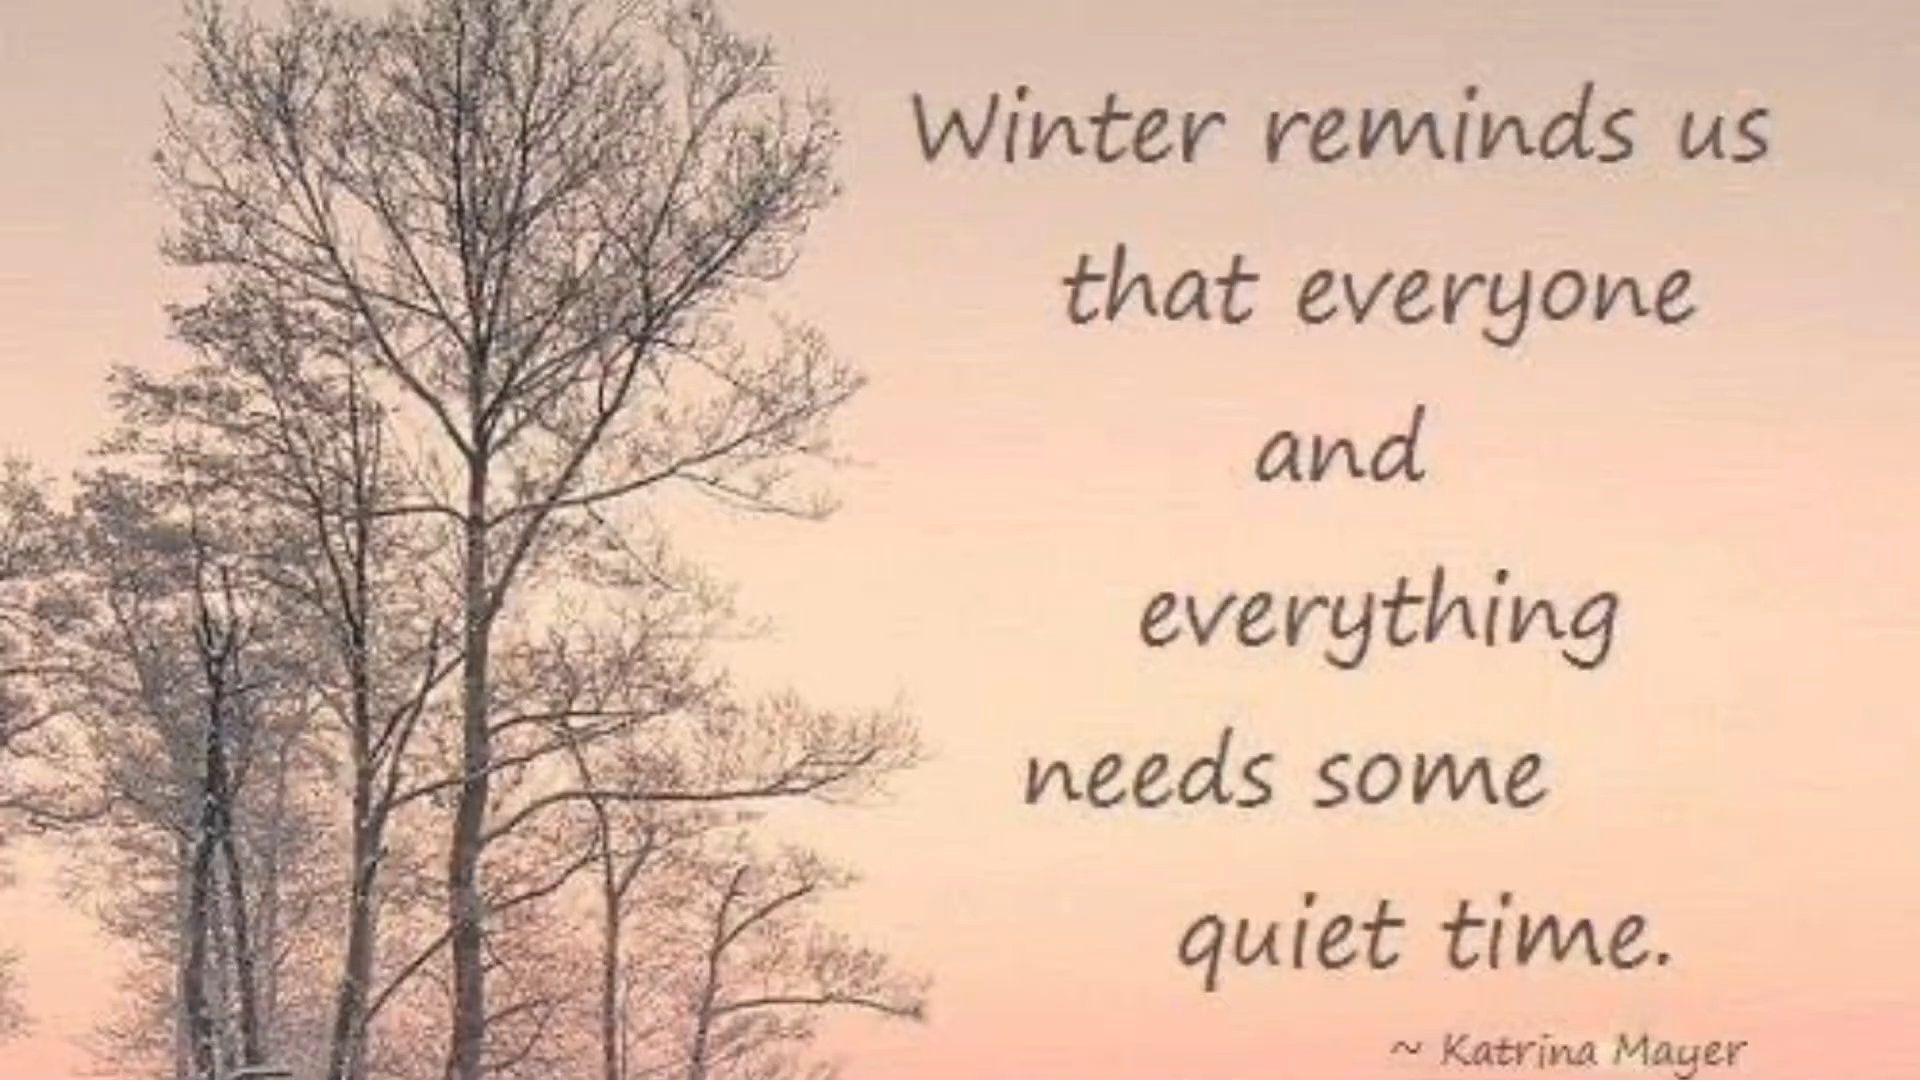 Winter reminds us
that everyone
and
everything
needs some
quiet time.
~ Katrina Mayer